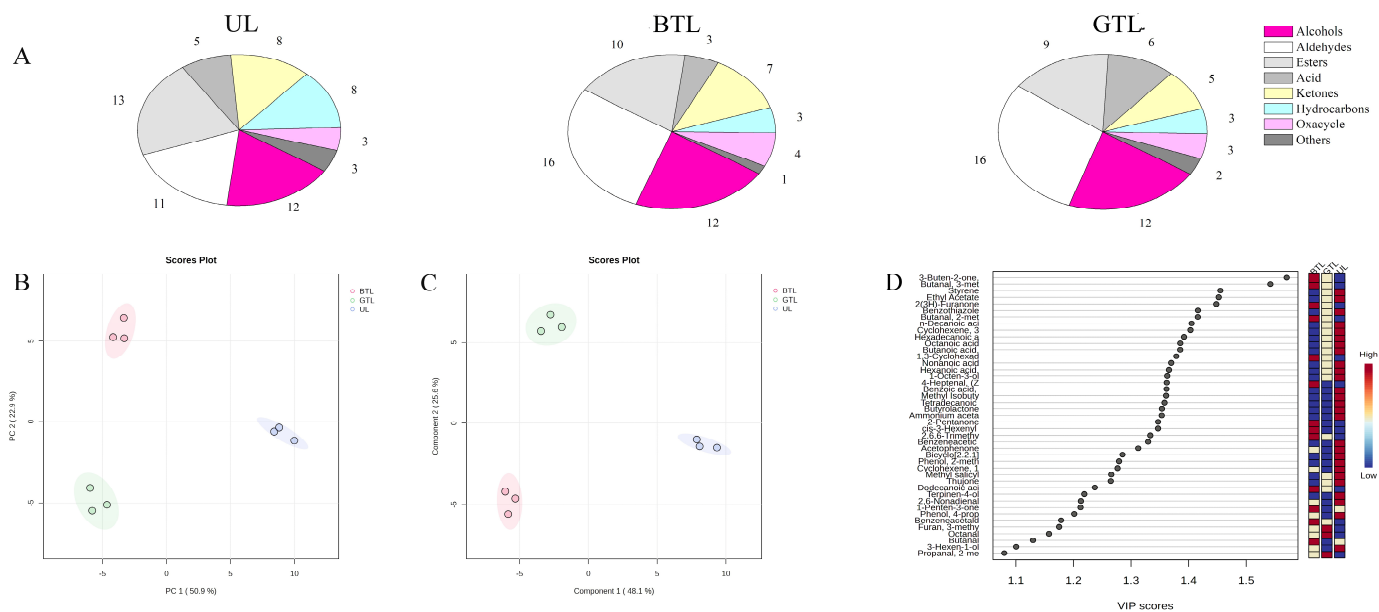 A
UL
5
8
8
3
3
12
11
13
BTL
10
3
7
3
4
1
12
16
GTL
9
6
5
3
3
2
12
16
Alcohols
Aldehydes
Esters
Acid
Ketones
Hydrocarbons
Oxacycle
Others
B
Scores Plot
BTL
GTL
UL
PC 2 ( 22.9 %)
5
0
-5
-5
0
5
10
PC 1 ( 50.9 %)
C
Scores Plot
BTL
GTL
UL
Component 2 ( 25.6 %)
5
0
-5
-5
0
5
10
Component 1 ( 48.1 %)
D
BTL GTL UL
3-Buten-2-one,
Butanal, 3-met
Styrene
Ethyl Acetate
2(3H)-Furanone
Benzothiazole
Butanal, 2-met
n-Decanoic aci
Cyclohexene, 3
Hexadecanoic a
Octanoic acid
Butanoic acid,
1,3-Cyclohexad
Nonanoic acid
Hexanoic acid,
1-Octen-3-ol
4-Heptenal, (Z
Benzoic acid,
Methyl Isobuty
Tetradecanoic
Butyrolactone
Ammonium aceta
2-Pentanone
cis-3-Hexenyl
2,6,6-Trimethy
Benzeneacetic
Acetophenone
Bicyclo[2.2.1]
Phenol, 2-meth
Cyclohexene, 1
Methyl salicyl
Thujone
Dodecanoic aci
Terpinen-4-ol
2,6-Nonadienal
1-Penten-3-one
Phenol, 4-prop
Benzeneacetald
Furan, 3-methy
Octanal
Butanal
3-Hexen-1-ol
Propanal, 2-me
High
Low
1.1
1.2
1.3
1.4
1.5
VIP scores